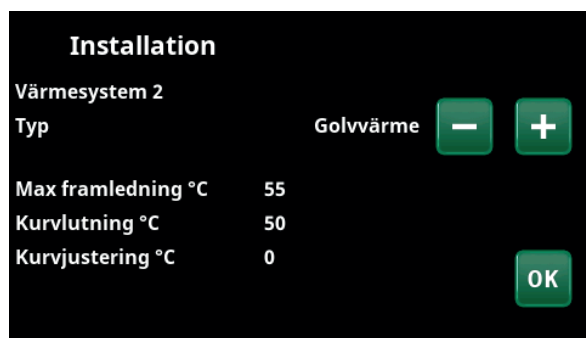 Installation
Värmesystem 2
Typ Golvvärme − +
Max framledning °C 55
Kurvlutning °C 50
Kurvjustering °C 0
OK